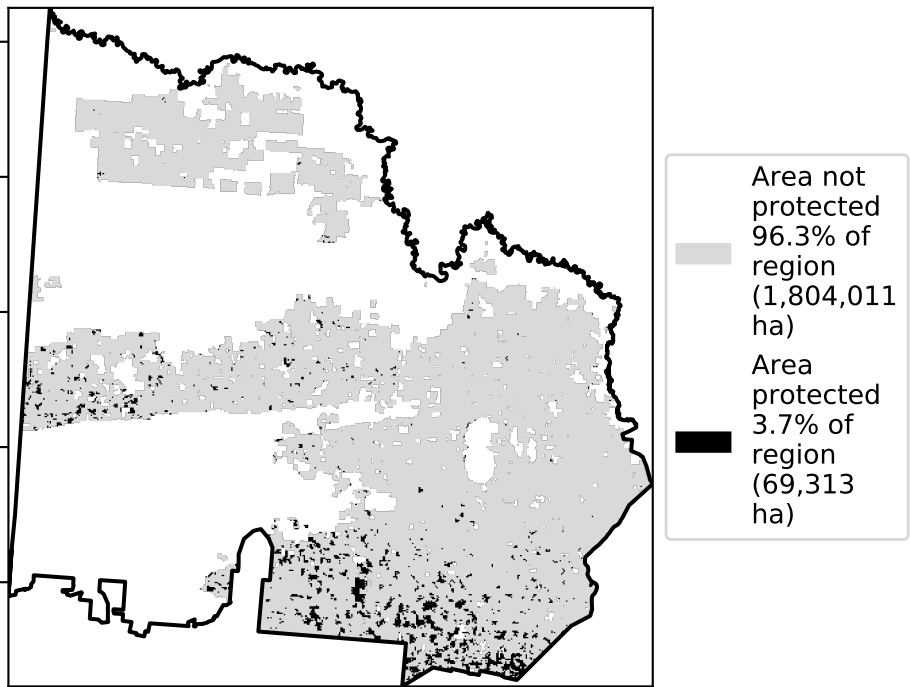 Area not
protected
96.3% of
region
(1,804,011
ha)
Area
protected
3.7% of
region
(69,313
ha)